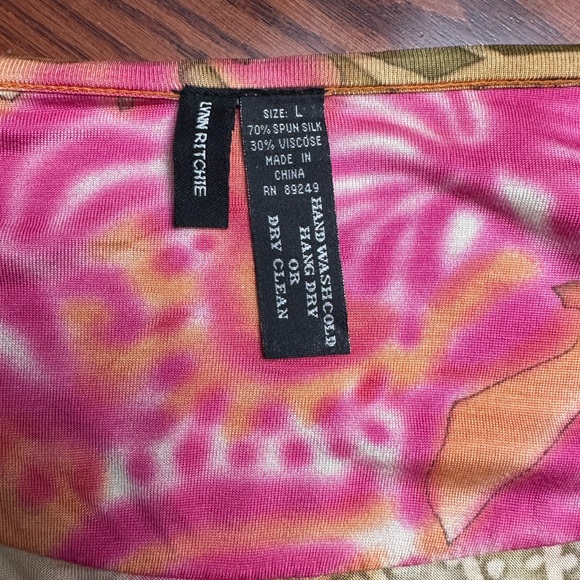 LYNN RITCHIE
SIZE: L
70% SPUN SILK
30% VISCOSE
MADE IN
CHINA
RN 89249
HAND WASH COLD
HANG DRY
OR
DRY CLEAN